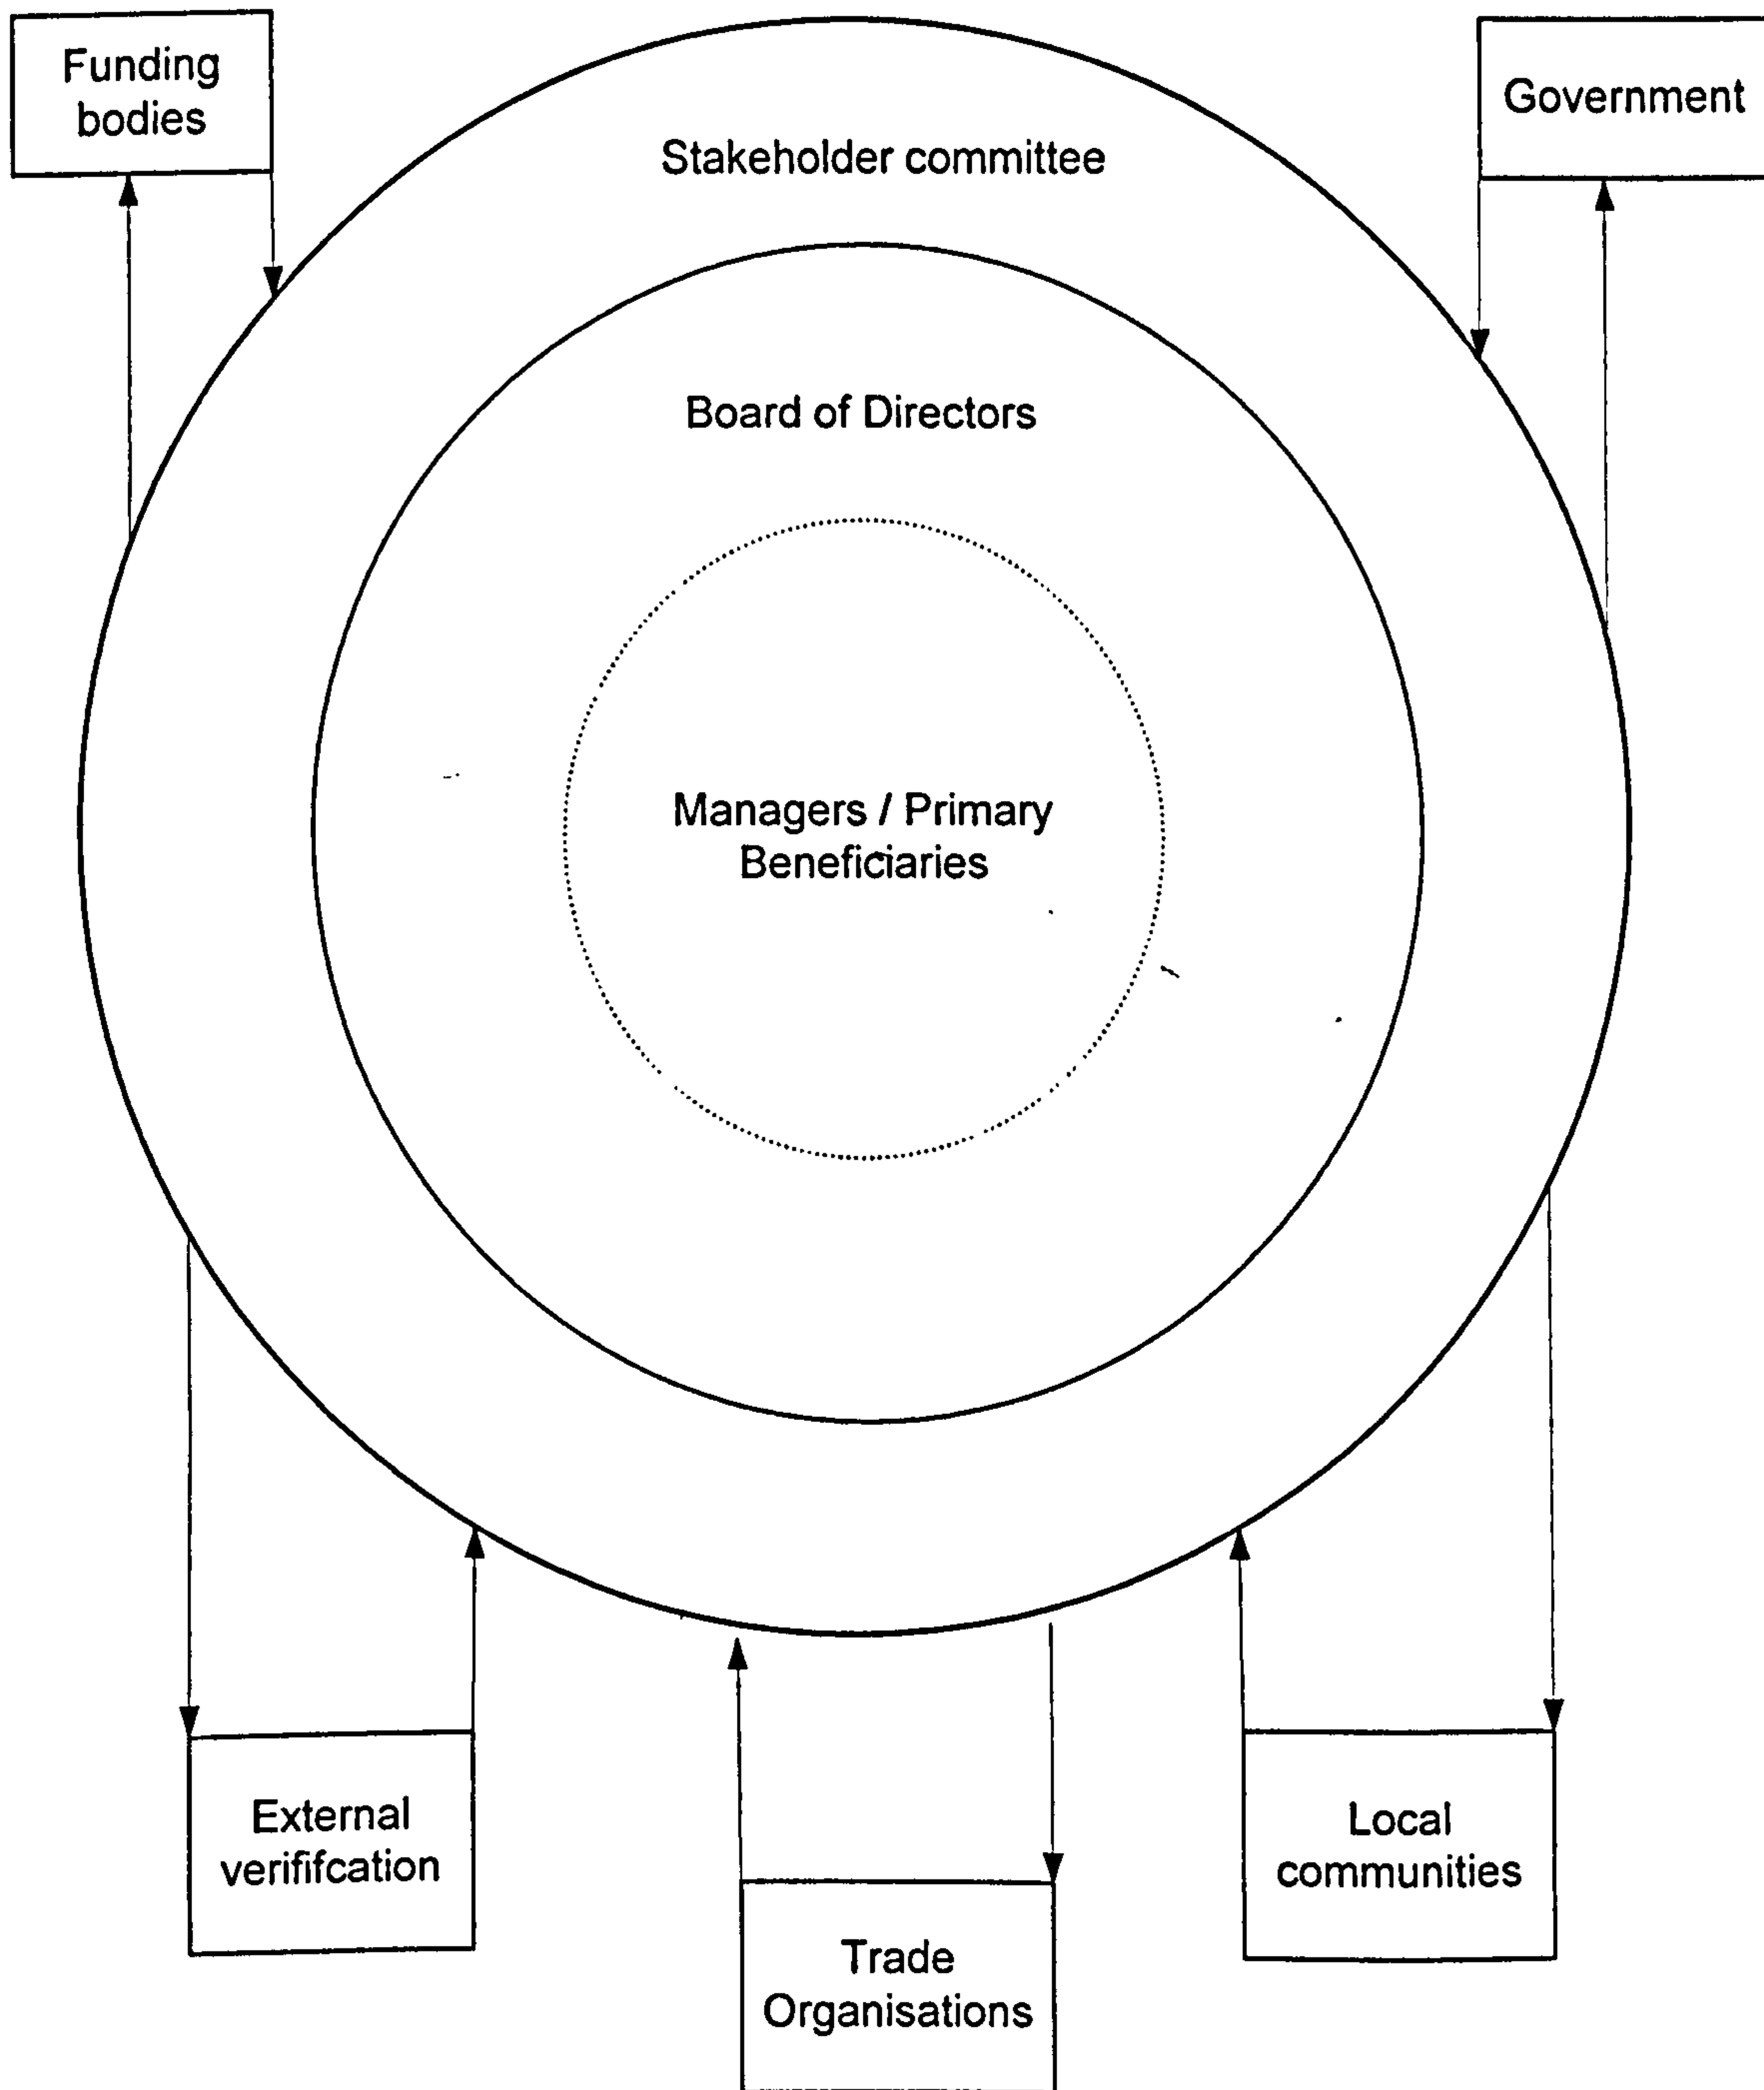 Funding
bodies
Government
Stakeholder committee
Board of Directors
Managers / Primary
Beneficiaries
External
verififcation
Local
communities
Trade
Organisations